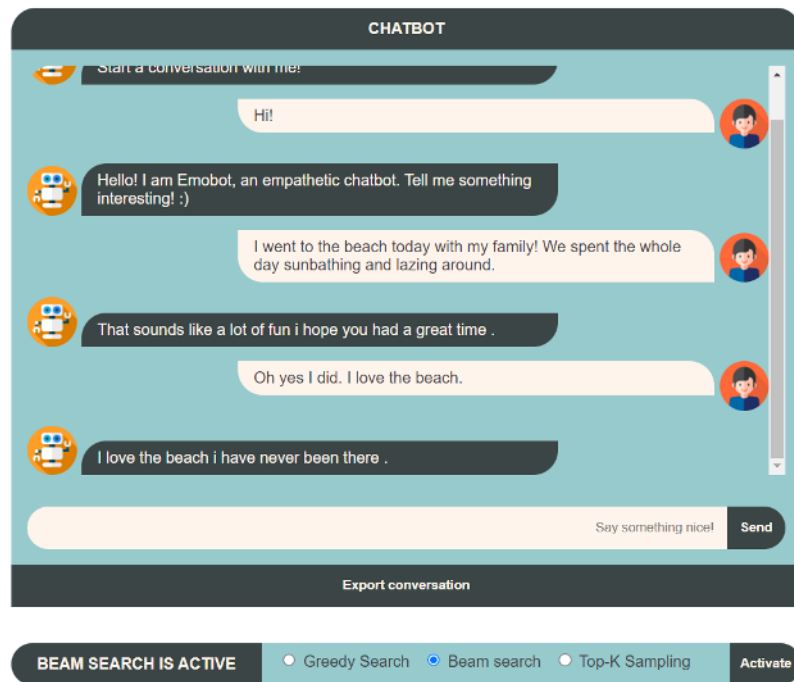 CHATBOT
Start a conversation with me!
Hi!
Hello! I am Emobot, an empathetic chatbot. Tell me something
interesting! :)
I went to the beach today with my family! We spent the whole
day sunbathing and lazing around.
That sounds like a lot of fun i hope you had a great time .
Oh yes I did. I love the beach.
I love the beach i have never been there .
Say something nice! Send
Export conversation
BEAM SEARCH IS ACTIVE Greedy Search Beam search Top-K Sampling Activate